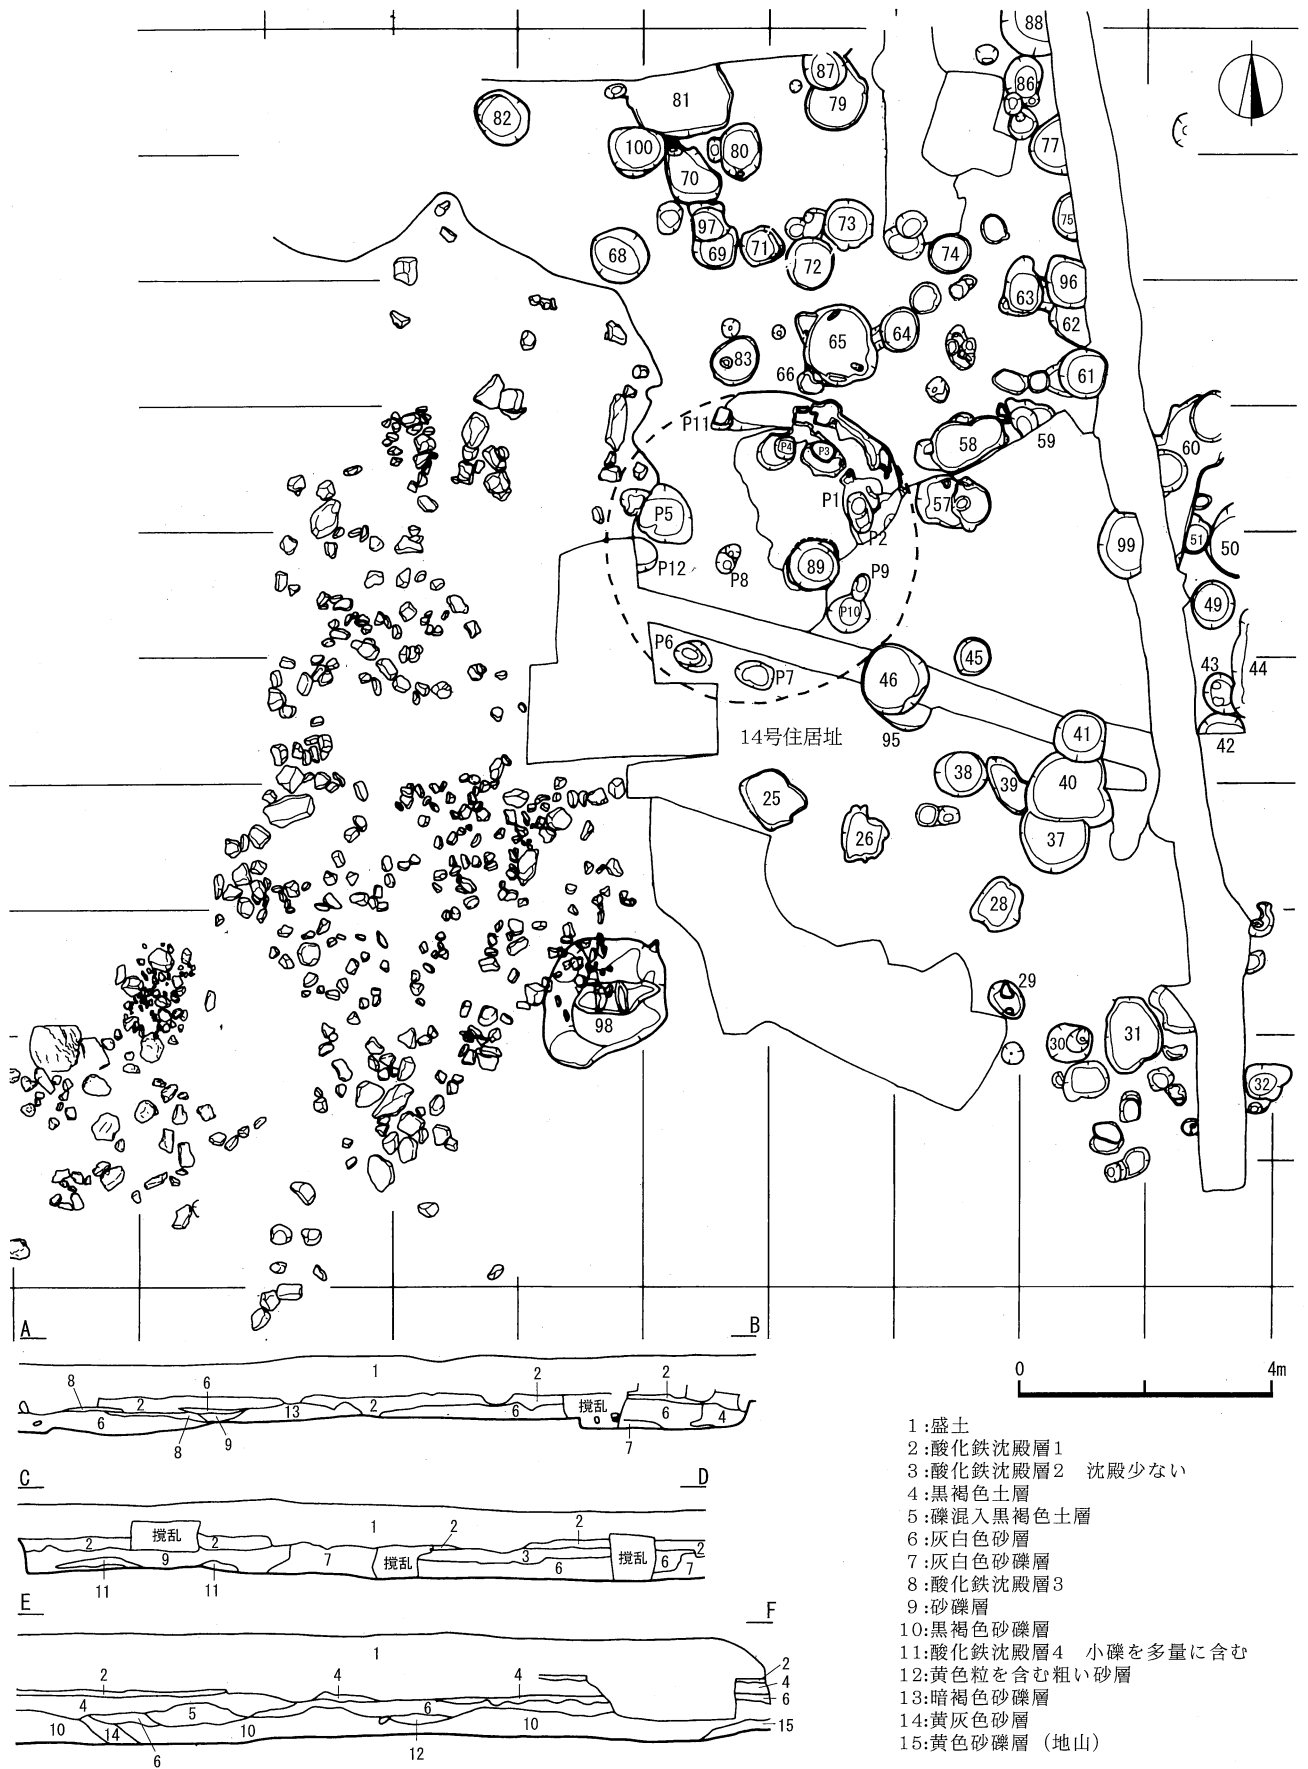 88
87
86
81
79
82
100
80
77
70
97
73
75
69
71
74
68
72
96
63
62
65
64
83
66
61
P11
58
59
60
P4
P3
P1
57
P5
P2
99
51
50
P12
P8
89
P9
P10
49
P6
45
43
44
P7
46
42
14号住居址
95
41
38
39
40
25
26
37
28
29
98
30
31
32
A
B
0
4m
1
8
6
2
2
2
13
2
6
撹乱
6
4
6
8
9
7
C
D
撹乱
1
2
2
2
2
2
9
7
撹乱
3
6
撹乱
6
7
11
11
E
F
1
2
4
4
2
4
6
4
5
6
10
14
10
10
15
6
12
1:盛土
2:酸化鉄沈殿層1
3:酸化鉄沈殿層2 沈殿少ない
4:黒褐色土層
5:礫混入黒褐色土層
6:灰白色砂層
7:灰白色砂礫層
8:酸化鉄沈殿層3
9:砂礫層
10:黒褐色砂礫層
11:酸化鉄沈殿層4 小礫を多量に含む
12:黄色粒を含む粗い砂層
13:暗褐色砂礫層
14:黄灰色砂層
15:黄色砂礫層（地山）